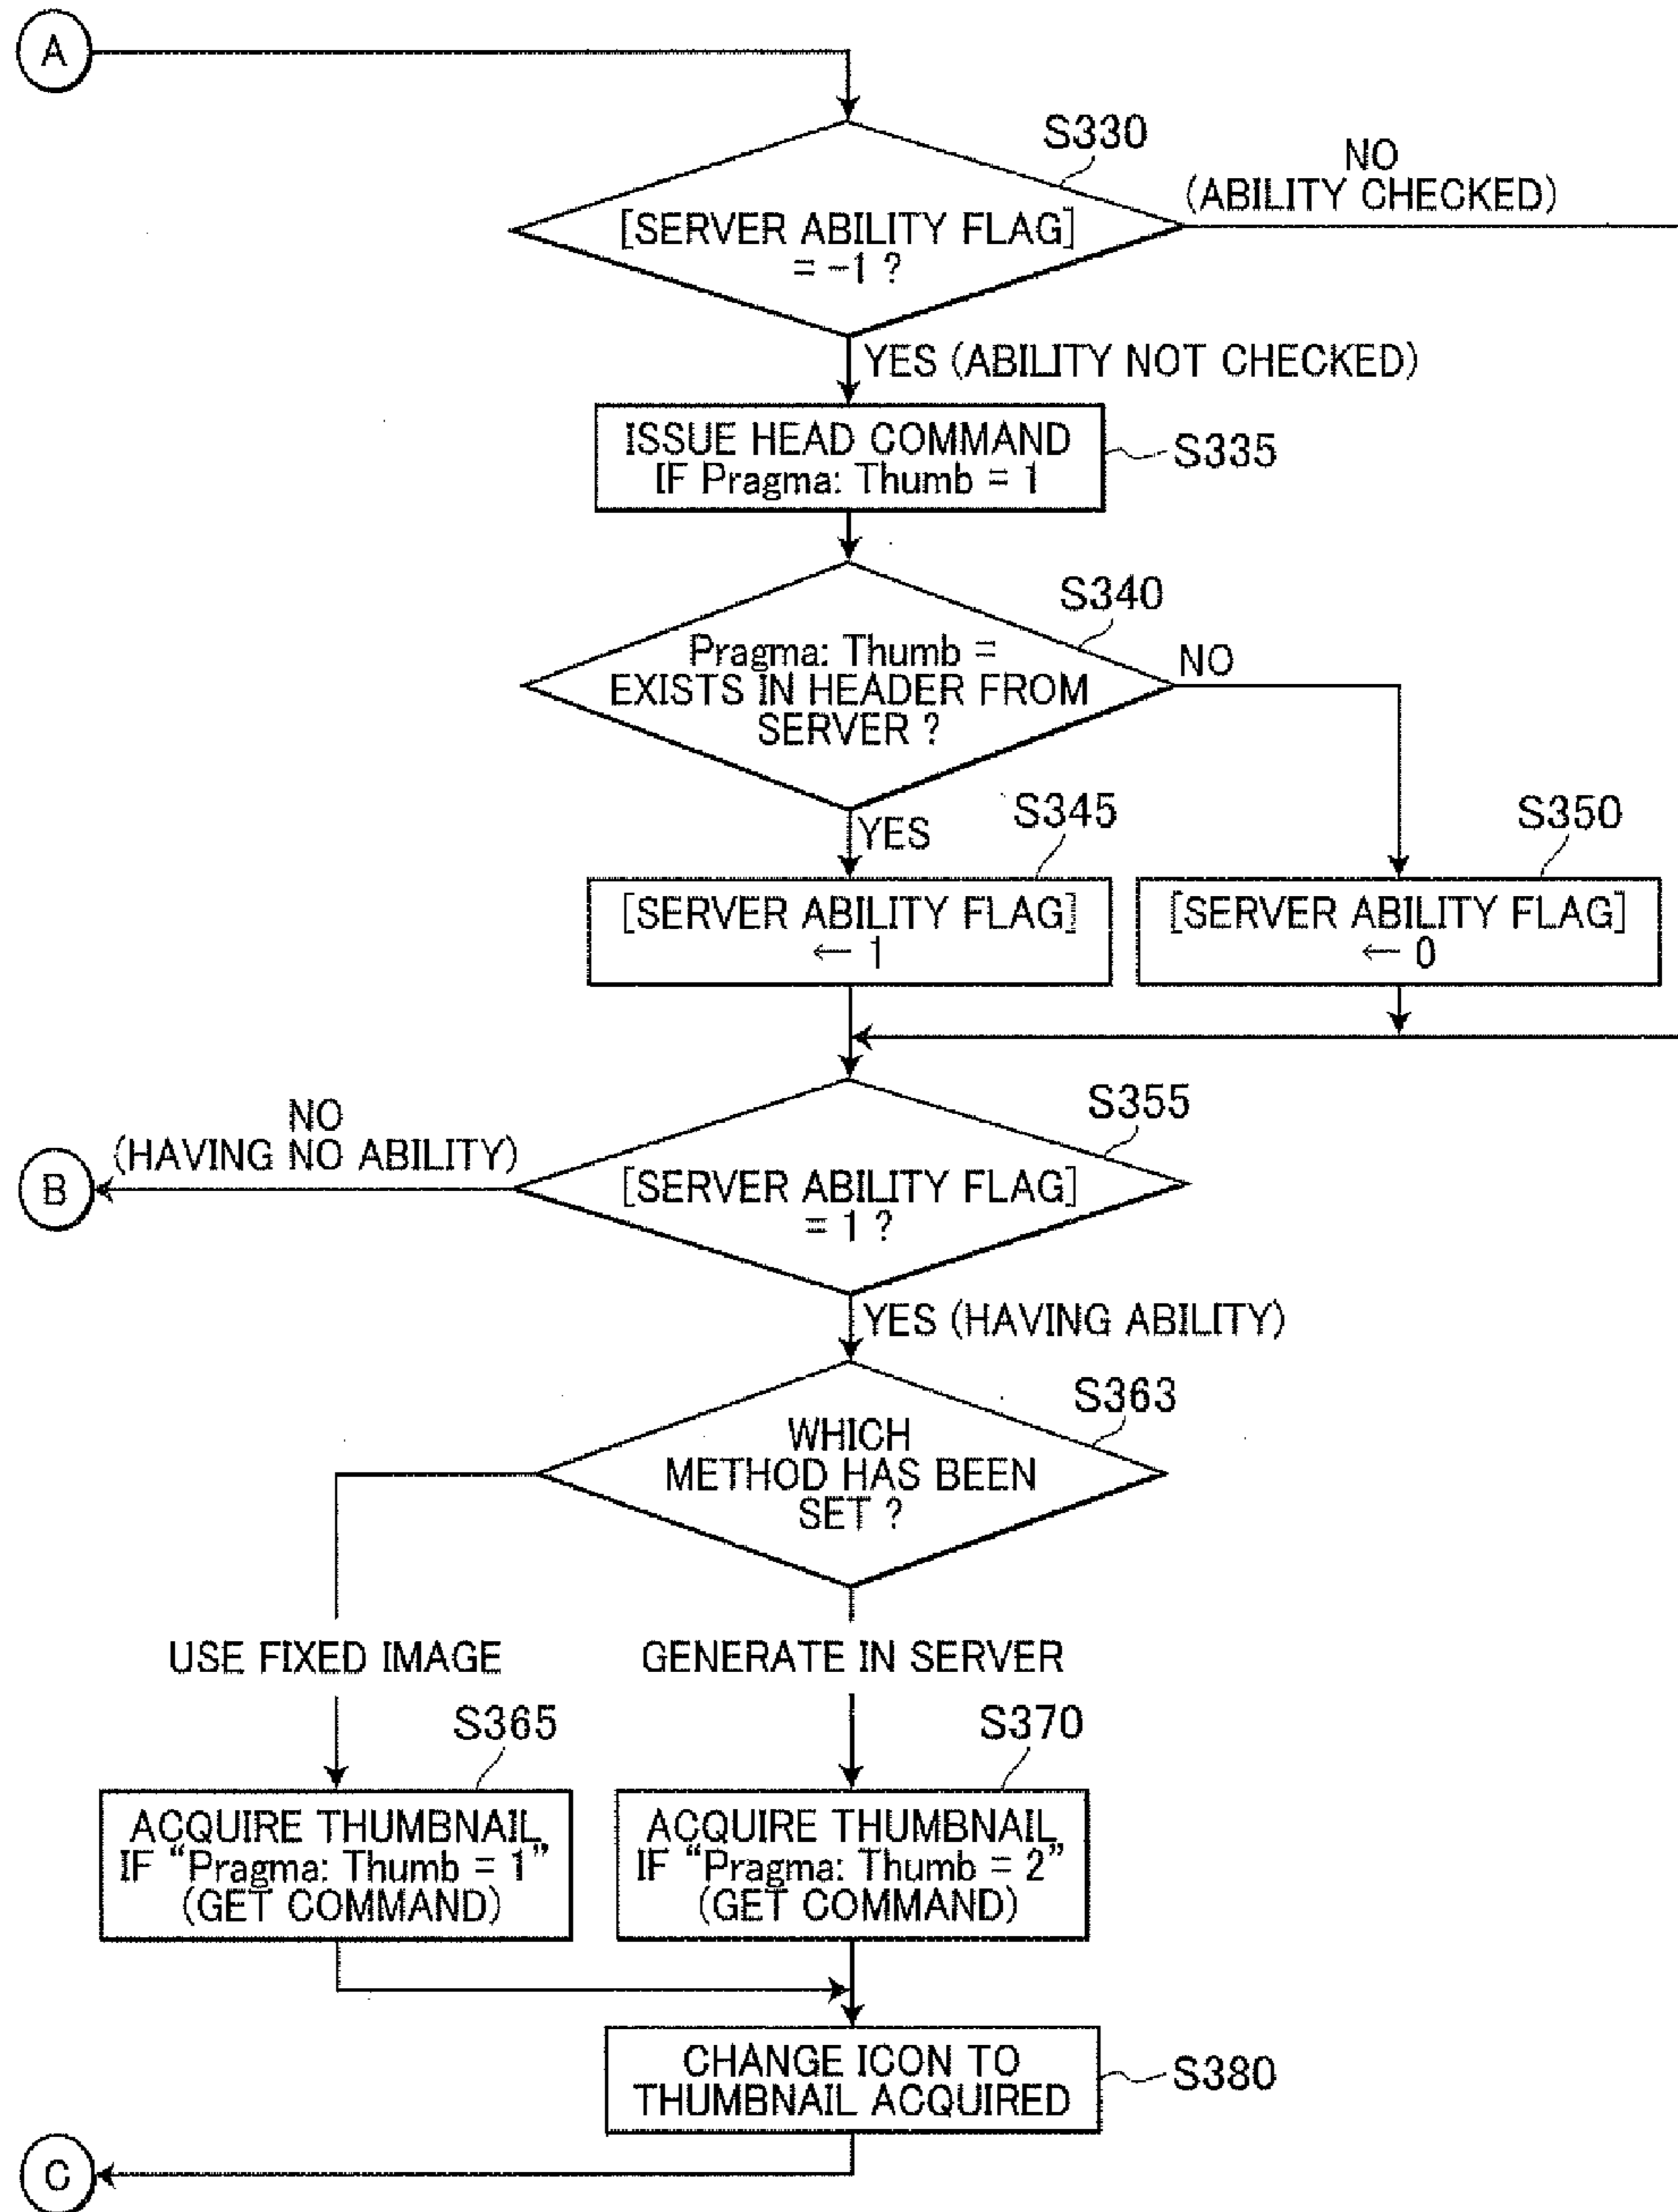 A
S330
NO
(ABILITY CHECKED)
[SERVER ABILITY FLAG]
= -1 ?
YES (ABILITY NOT CHECKED)
ISSUE HEAD COMMAND
IF Pragma: Thumb = 1
S335
S340
Pragma: Thumb =
EXISTS IN HEADER FROM
SERVER ?
NO
YES
S345
S350
[SERVER ABILITY FLAG]
← 1
[SERVER ABILITY FLAG]
← 0
S355
NO
(HAVING NO ABILITY)
B
[SERVER ABILITY FLAG]
= 1 ?
YES (HAVING ABILITY)
S363
WHICH
METHOD HAS BEEN
SET ?
USE FIXED IMAGE
GENERATE IN SERVER
S365
S370
ACQUIRE THUMBNAIL
IF “Pragma: Thumb = 1”
(GET COMMAND)
ACQUIRE THUMBNAIL
IF “Pragma: Thumb = 2”
(GET COMMAND)
CHANGE ICON TO
THUMBNAIL ACQUIRED
S380
C